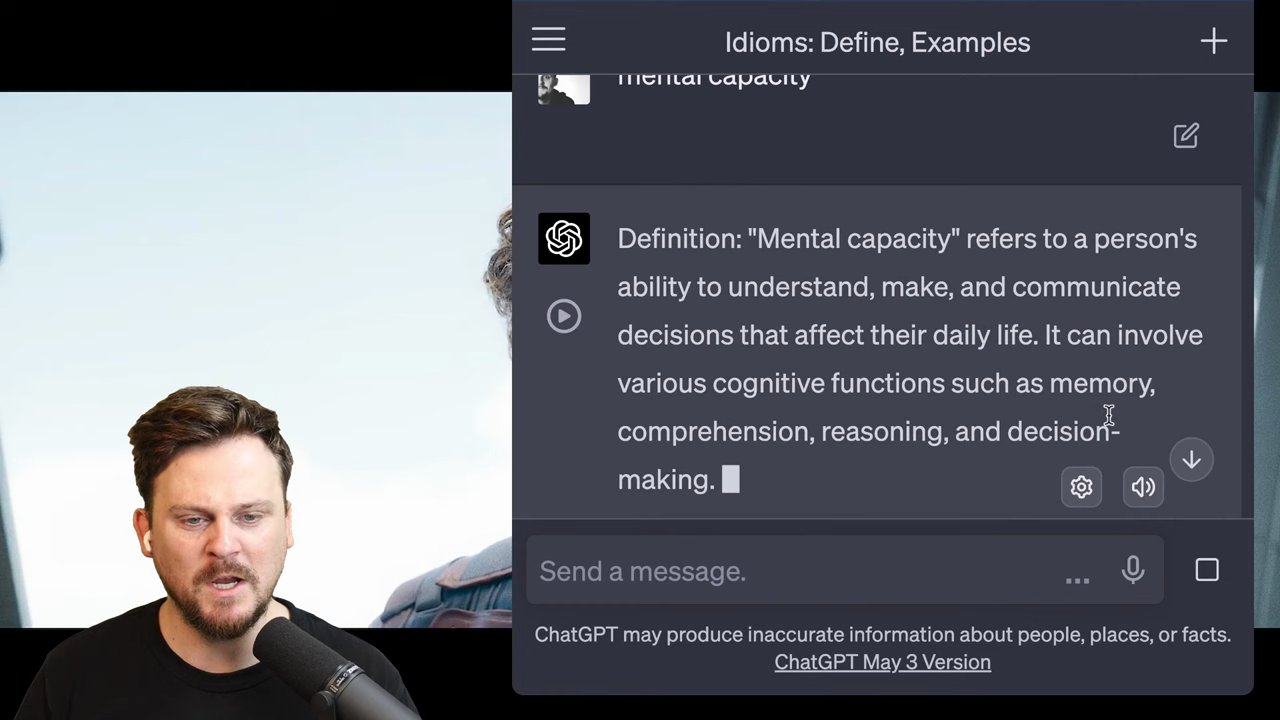 Idioms: Define, Examples
mental capacity
Definition: "Mental capacity" refers to a person's
ability to understand, make, and communicate
decisions that affect their daily life. It can involve
various cognitive functions such as memory,
comprehension, reasoning, and decision-
making.
Send a message.
...
ChatGPT may produce inaccurate information about people, places, or facts.
ChatGPT May 3 Version